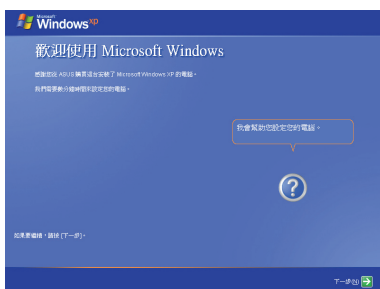 Microsoft
Windows xp
歡迎使用 Microsoft Windows
感謝您從 ASUS 購買這台安裝了 Microsoft Windows XP 的電腦。
我們需要幾分鐘時間來設定您的電腦。
我會幫助您設定您的電腦。
?
如果要繼續，請按 [下一步]。
下一步(N)